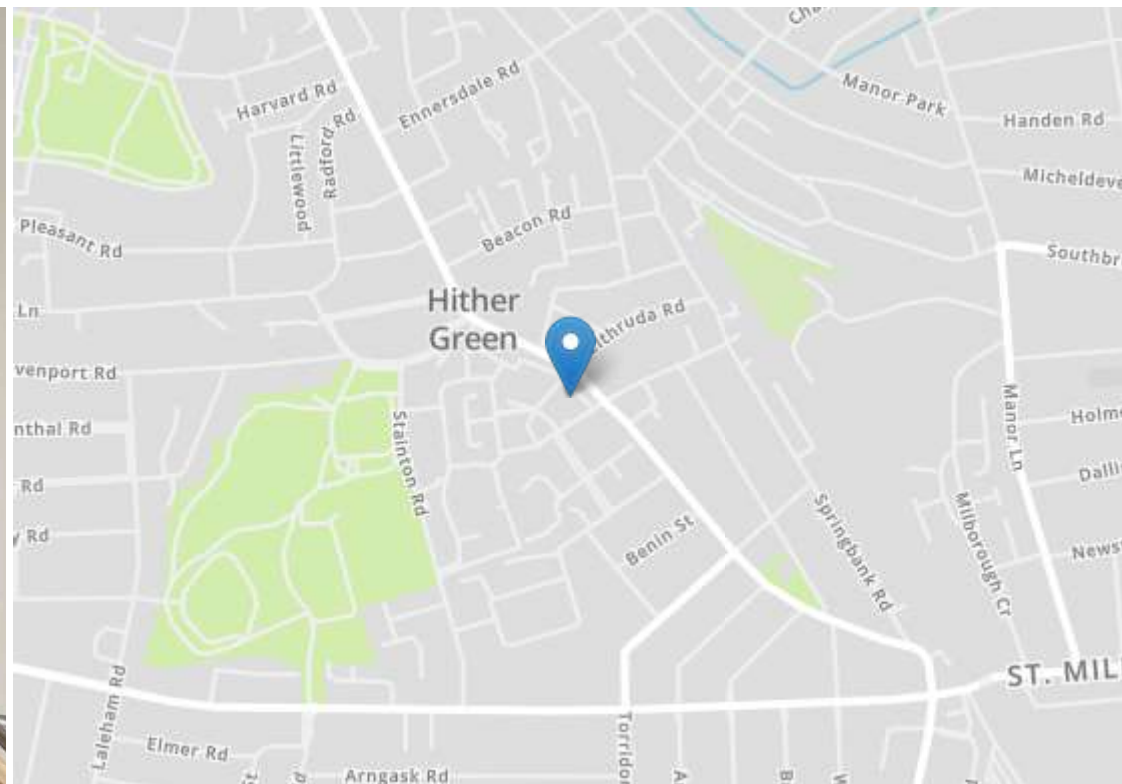 Harvard Rd
Ennersdale Rd
Manor Park
Handen Rd
Littlewood
Radford Rd
Micheldeve
Pleasant Rd
Beacon Rd
Southbr
Ln
Hither
Green
lthruda Rd
venport Rd
Manor Ln
Holm
nthal Rd
Stainton Rd
Dalli
Rd
Springbank Rd
Milborough Cr
y Rd
Benin St
News
ST. MIL
Laleham Rd
Torridon
Elmer Rd
Arngask Rd